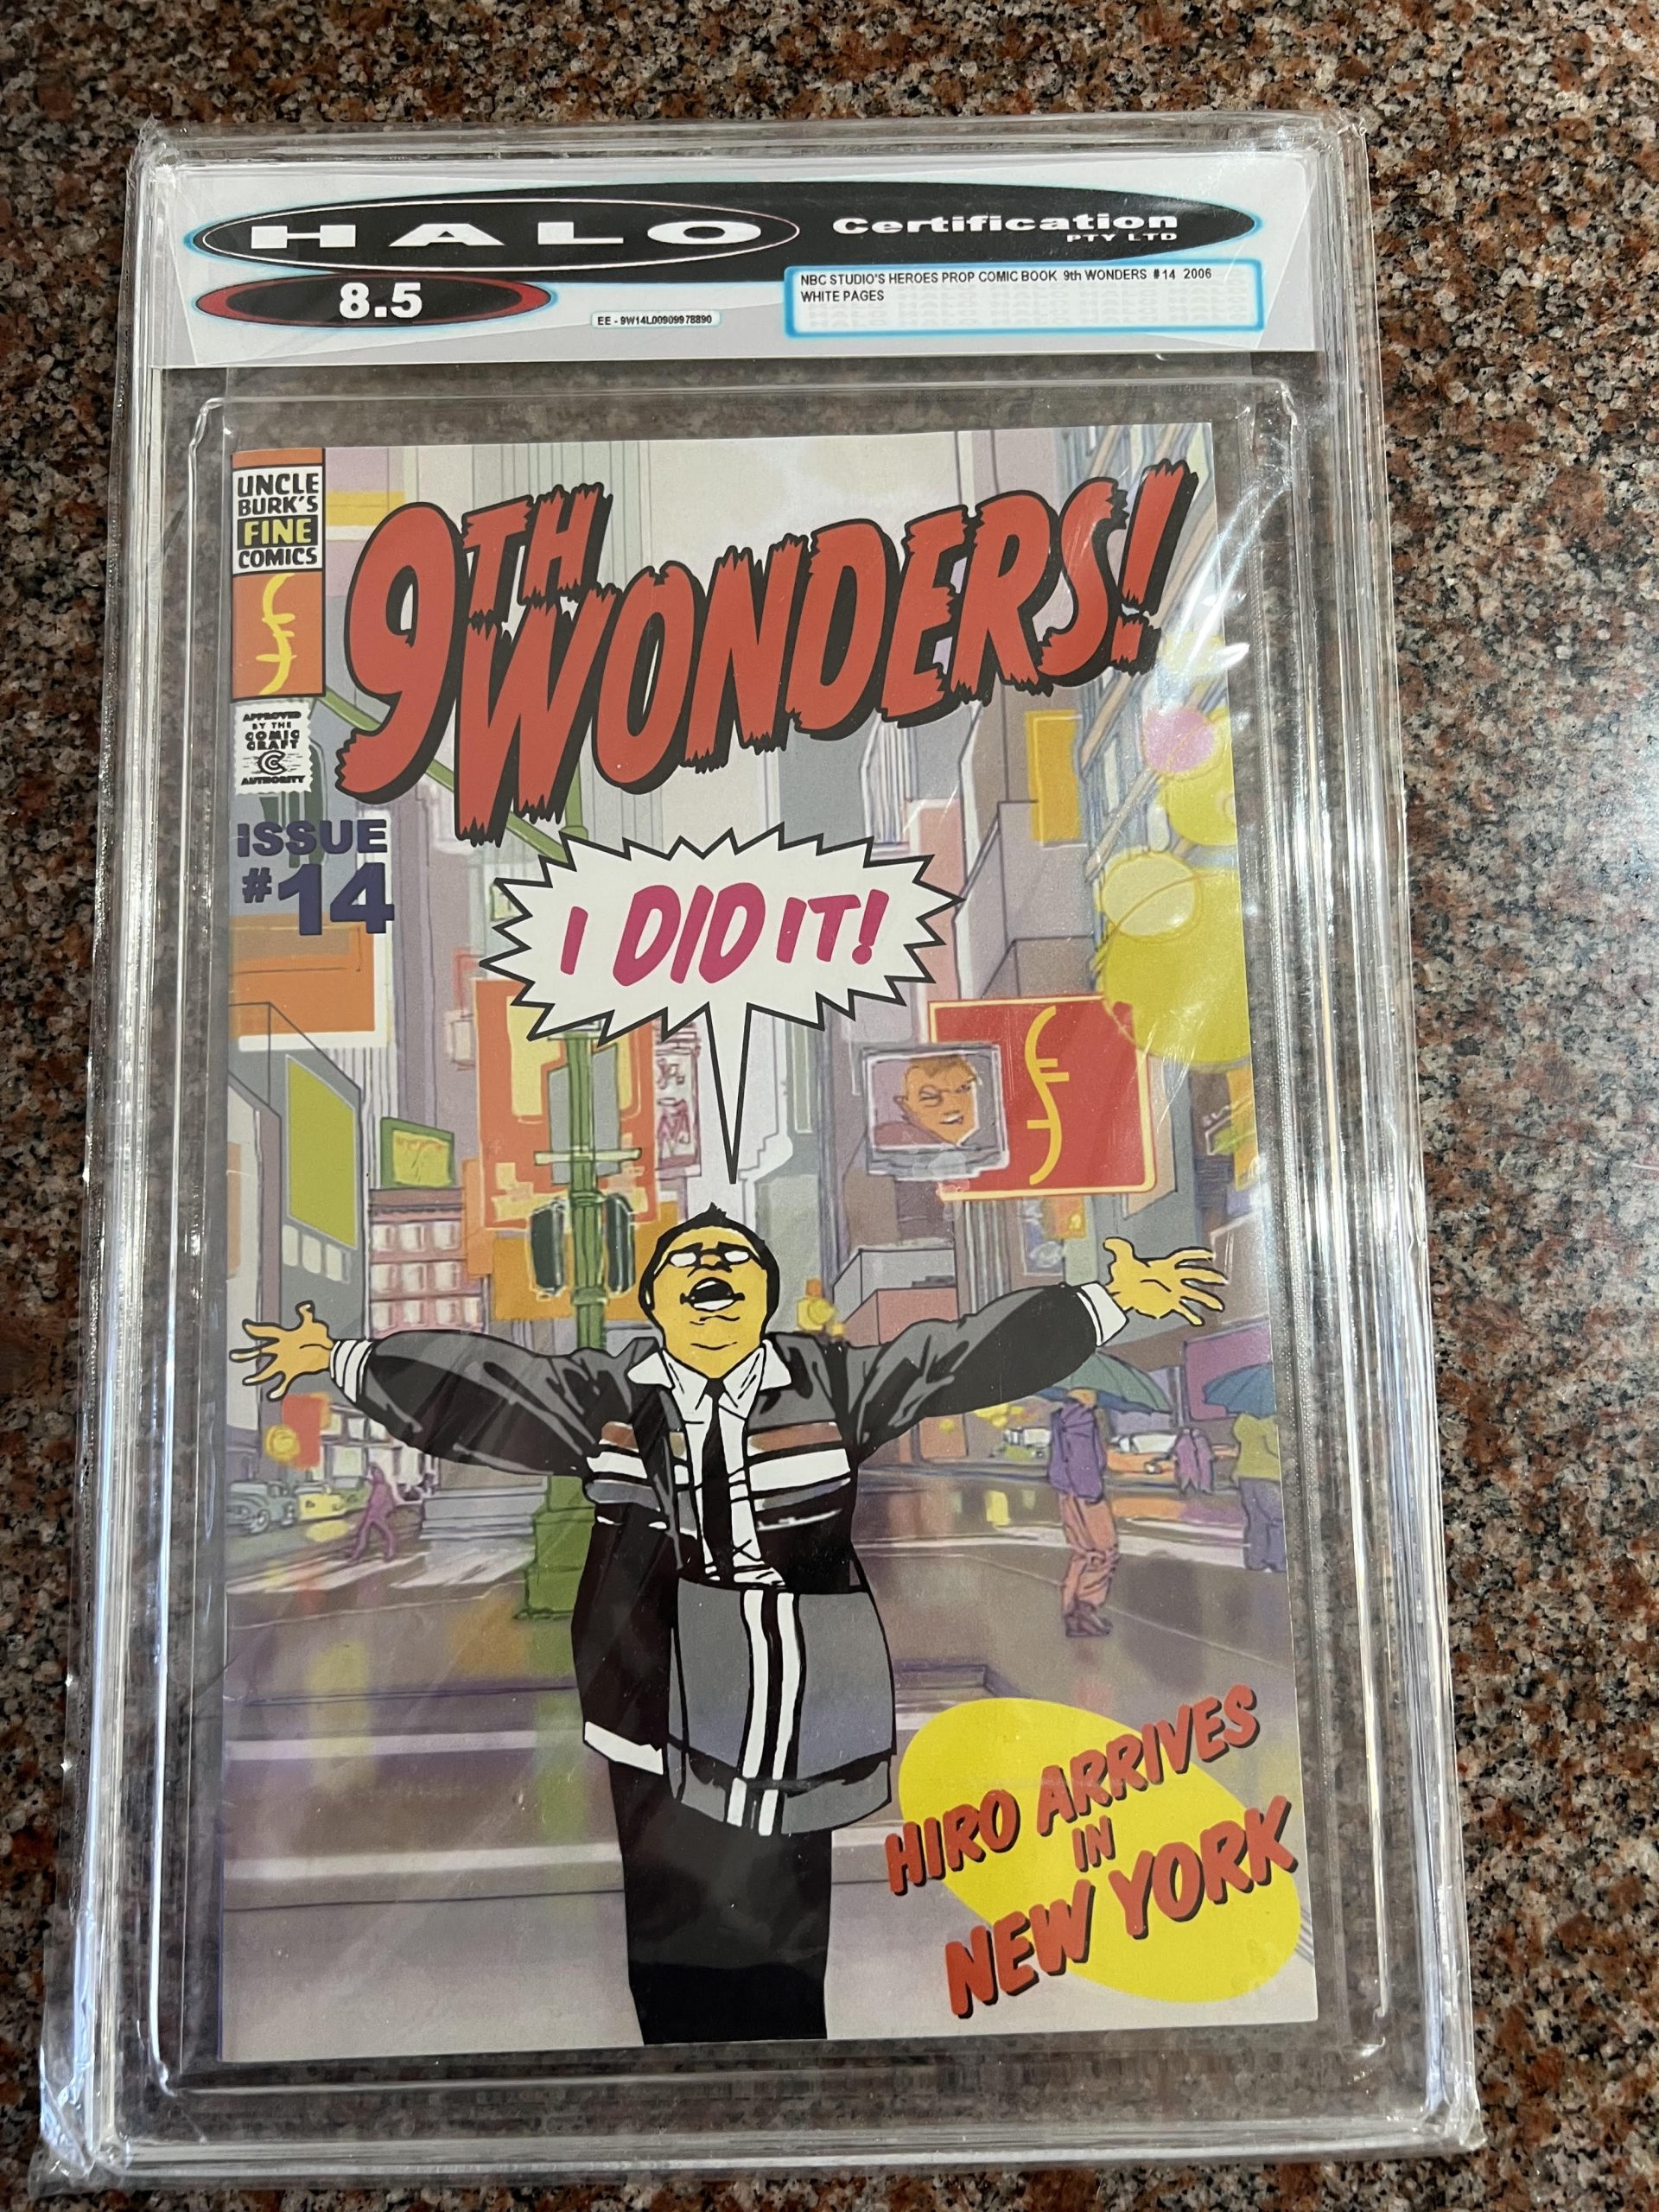 HALO
Certification
PTY LTD
8.5
EE - 9W14L00909978890
NBC STUDIO'S HEROES PROP COMIC BOOK 9th WONDERS #14 2006
WHITE PAGES
UNCLE
BURK'S
FINE
COMICS
9TH
WONDERS!
APPROVED
BY THE
COMIC
CRAFT
C
AUTHORITY
ISSUE
#14
I DID IT!
HIRO ARRIVES
IN
NEW YORK